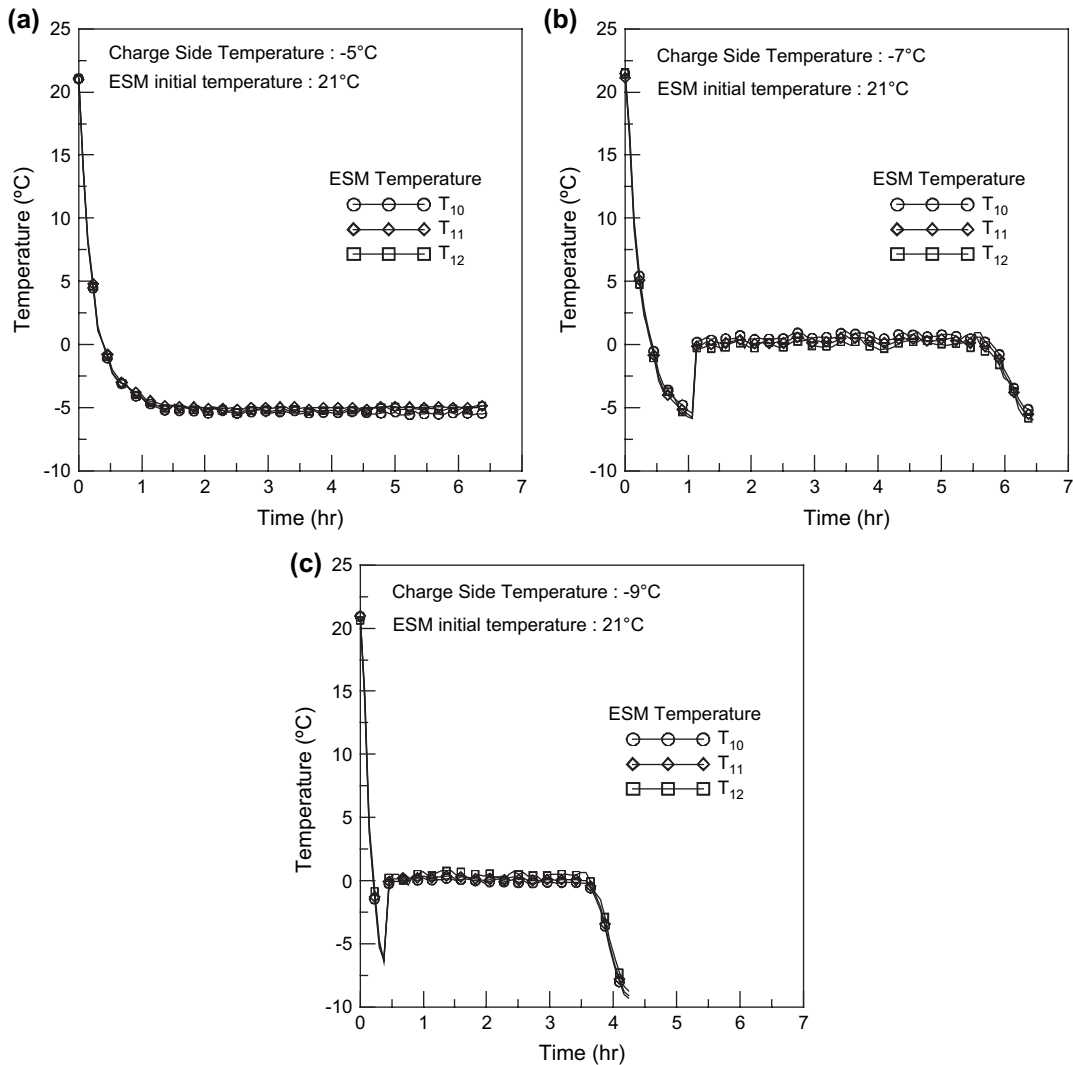 (a)
Charge Side Temperature : -5°C
ESM initial temperature : 21°C
ESM Temperature
T10
T11
T12
Temperature (ºC)
25
20
15
10
5
0
-5
-10
0 1 2 3 4 5 6 7
Time (hr)
(b)
Charge Side Temperature : -7°C
ESM initial temperature : 21°C
ESM Temperature
T10
T11
T12
Temperature (ºC)
25
20
15
10
5
0
-5
-10
0 1 2 3 4 5 6 7
Time (hr)
(c)
Charge Side Temperature : -9°C
ESM initial temperature : 21°C
ESM Temperature
T10
T11
T12
Temperature (ºC)
25
20
15
10
5
0
-5
-10
0 1 2 3 4 5 6 7
Time (hr)